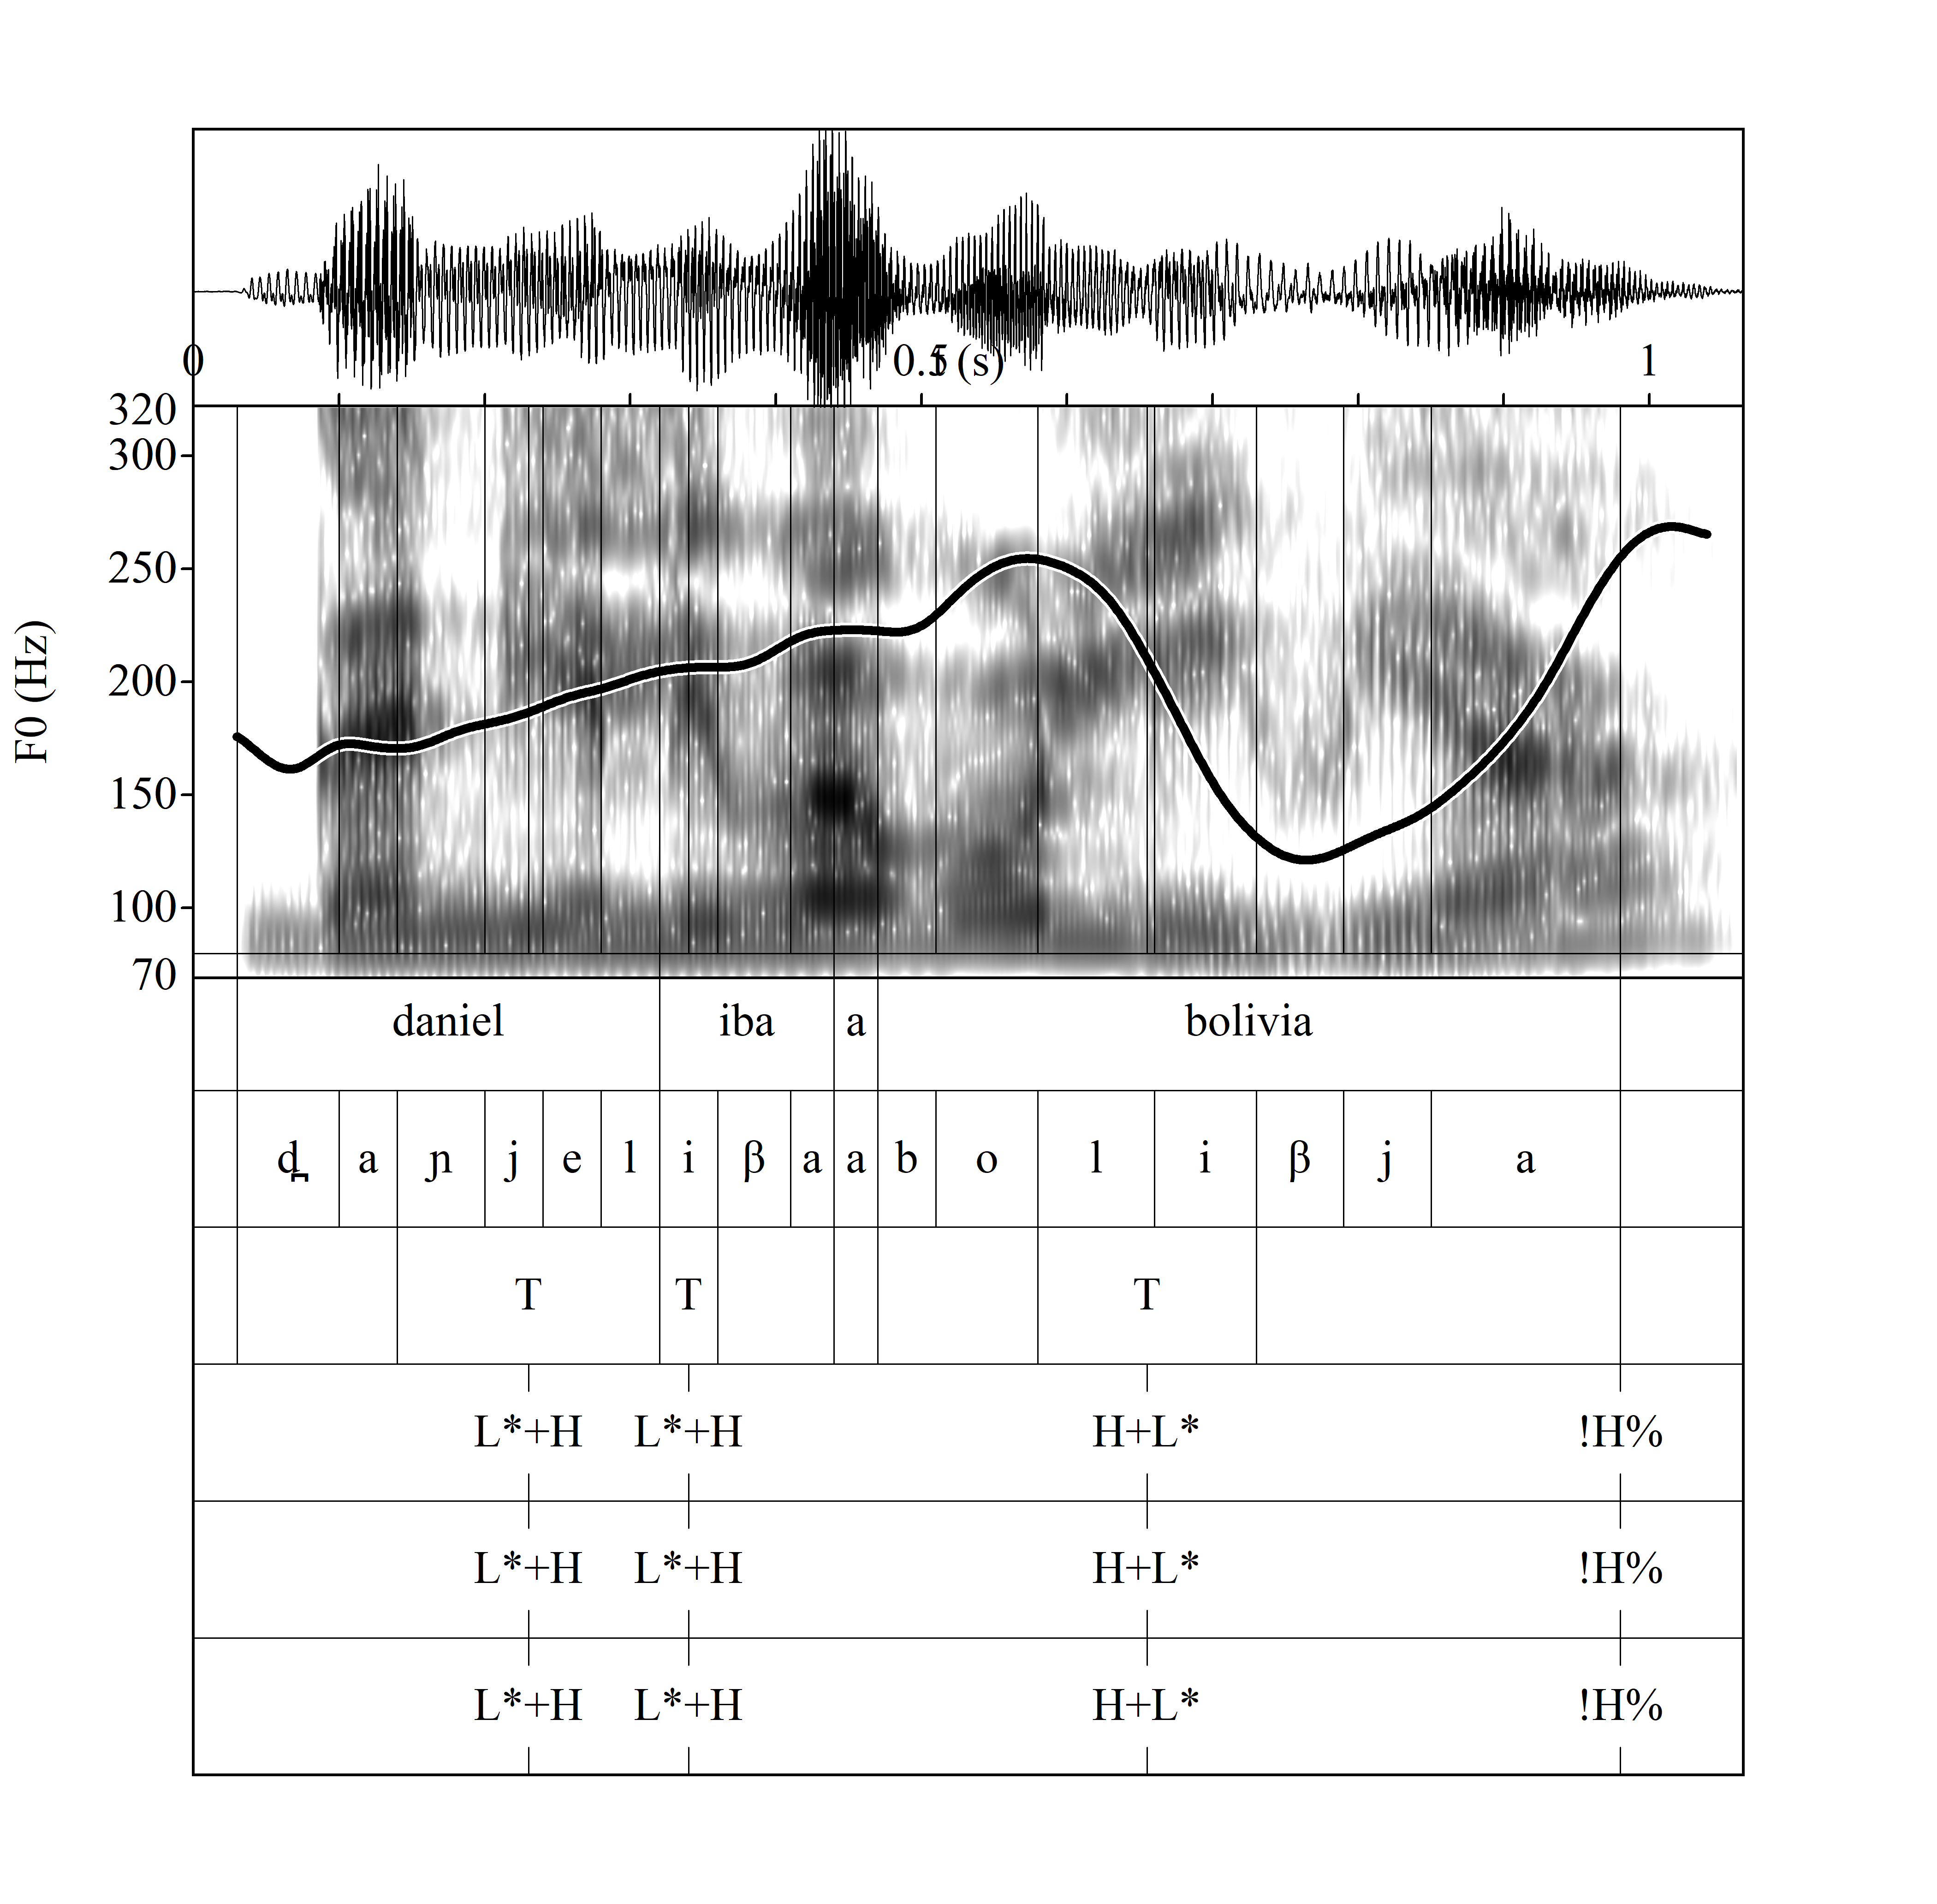 0 0.5 t (s) 1
320
300
250
200
150
100
70
F0 (Hz)
daniel iba a bolivia
d̪ a ɲ j e l i β a a b o l i β j a
T T T
L*+H L*+H H+L* !H%
L*+H L*+H H+L* !H%
L*+H L*+H H+L* !H%